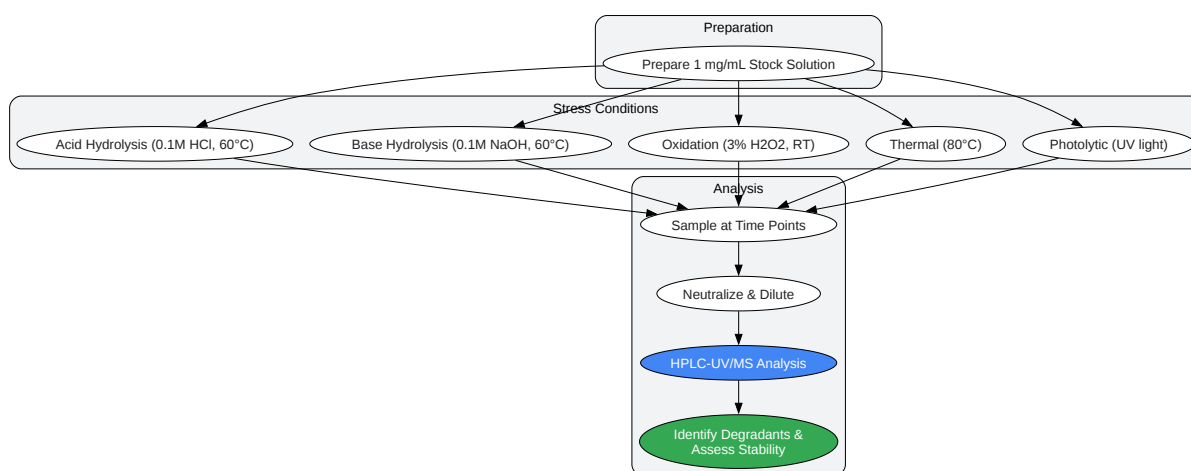 Preparation
Prepare 1 mg/mL Stock Solution
Stress Conditions
Acid Hydrolysis (0.1M HCl, 60°C)
Base Hydrolysis (0.1M NaOH, 60°C)
Oxidation (3% H2O2, RT)
Thermal (80°C)
Photolytic (UV light)
Analysis
Sample at Time Points
Neutralize & Dilute
HPLC-UV/MS Analysis
Identify Degradants &
Assess Stability